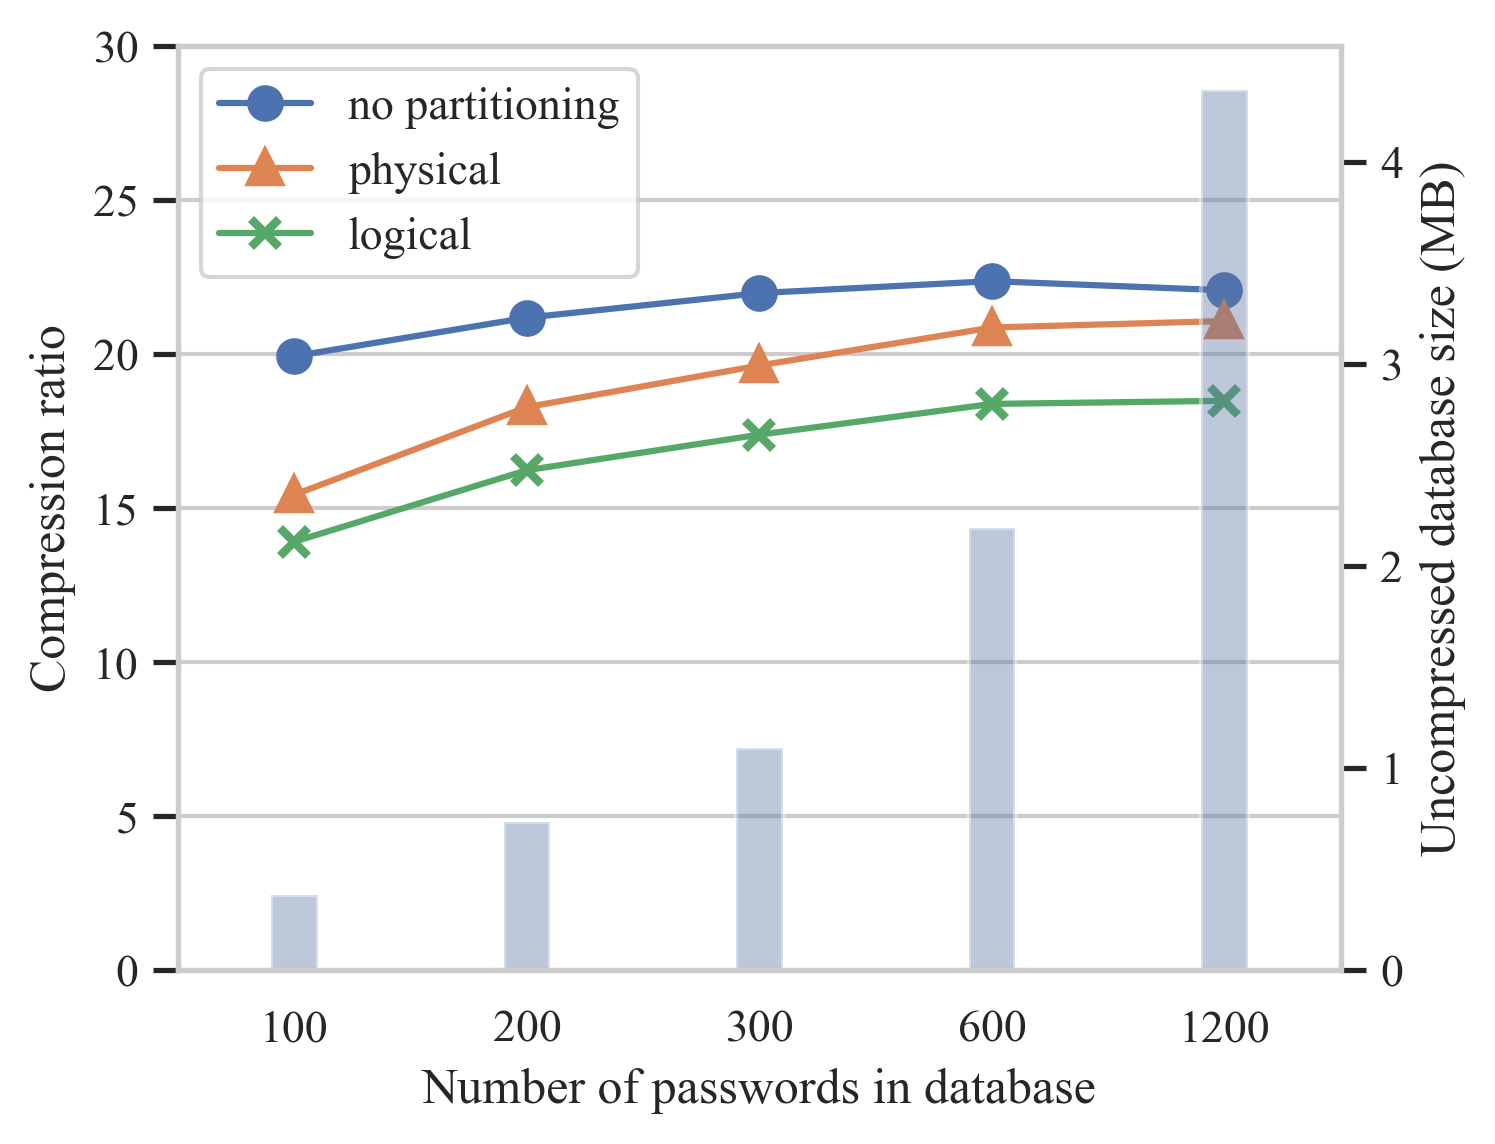 30
25
20
15
10
5
0
Compression ratio
no partitioning
physical
logical
4
3
2
1
0
Uncompressed database size (MB)
100 200 300 600 1200
Number of passwords in database